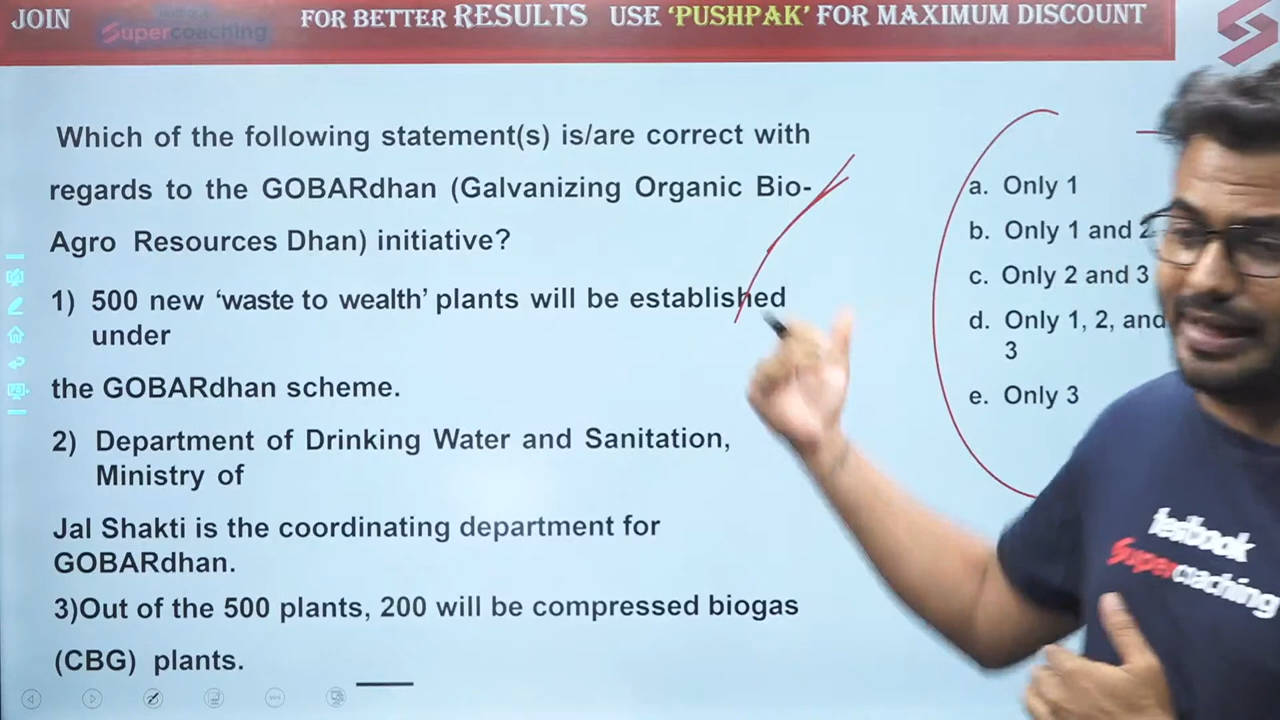 JOIN
Supercoaching
FOR BETTER RESULTS USE ‘PUSHPAK’ FOR MAXIMUM DISCOUNT
Which of the following statement(s) is/are correct with
regards to the GOBARdhan (Galvanizing Organic Bio-
Agro Resources Dhan) initiative?
1) 500 new ‘waste to wealth’ plants will be established
under
the GOBARdhan scheme.
2) Department of Drinking Water and Sanitation,
Ministry of
Jal Shakti is the coordinating department for
GOBARdhan.
3)Out of the 500 plants, 200 will be compressed biogas
(CBG) plants.
a. Only 1
b. Only 1 and 2
c. Only 2 and 3
d. Only 1, 2, and
3
e. Only 3
testbook
Supercoaching